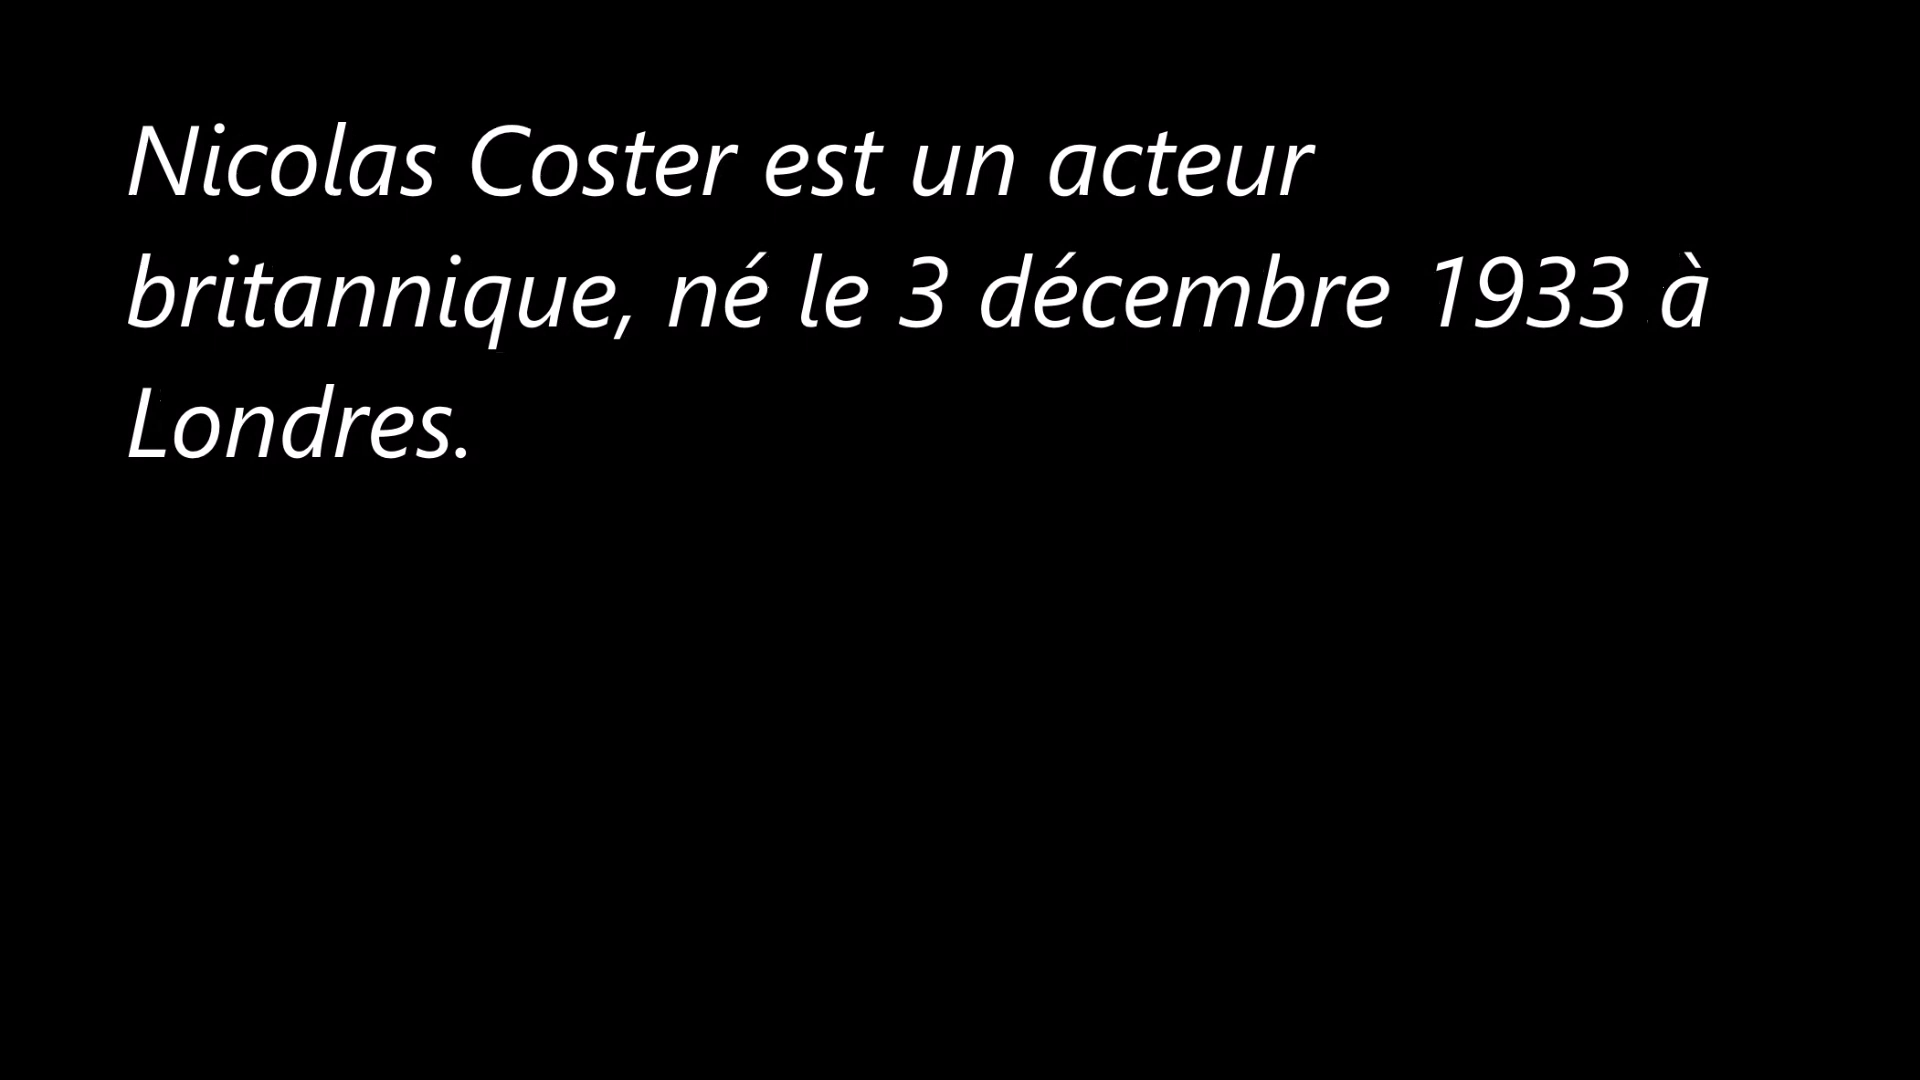 Nicolas Coster est un acteur
britannique, né le 3 décembre 1933 à
Londres.